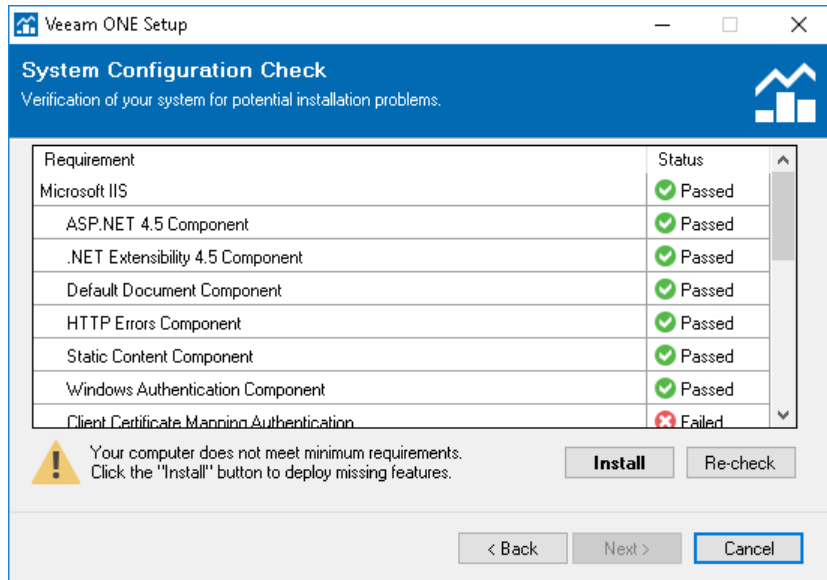 Veeam ONE Setup
System Configuration Check
Verification of your system for potential installation problems.
Requirement Status
Microsoft IIS Passed
ASP.NET 4.5 Component Passed
.NET Extensibility 4.5 Component Passed
Default Document Component Passed
HTTP Errors Component Passed
Static Content Component Passed
Windows Authentication Component Passed
Client Certificate Mapping Authentication Failed
Your computer does not meet minimum requirements.
Click the "Install" button to deploy missing features.
Install Re-check
< Back Next > Cancel